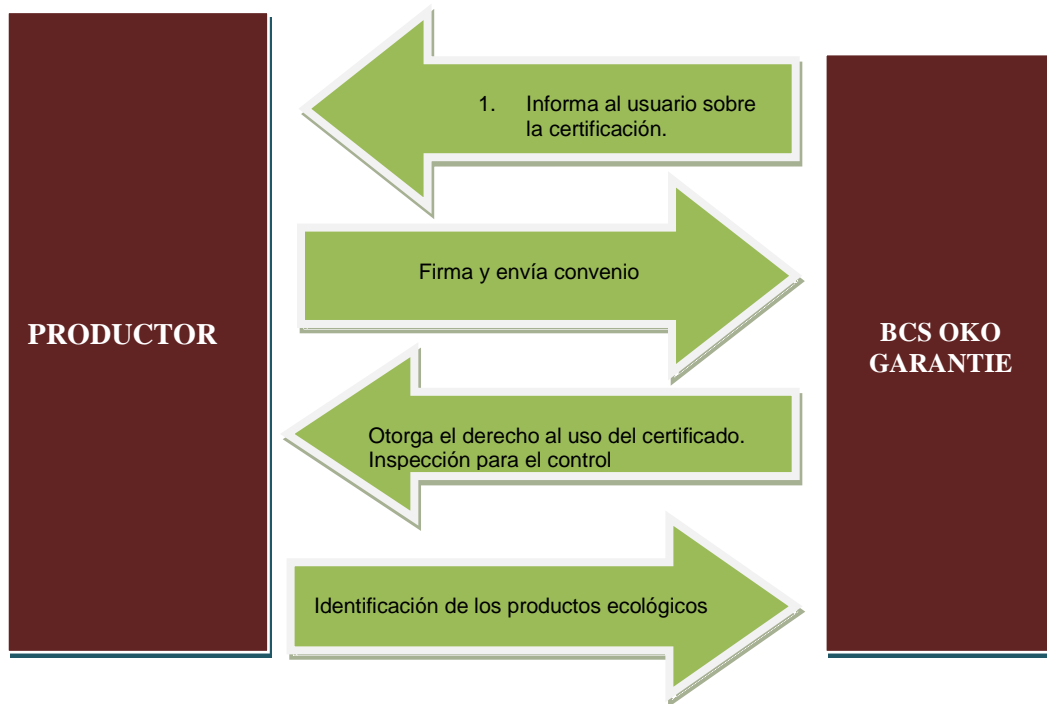 1. Informa al usuario sobre
la certificación.
Firma y envía convenio
PRODUCTOR
BCS OKO
GARANTIE
Otorga el derecho al uso del certificado.
Inspección para el control
Identificación de los productos ecológicos